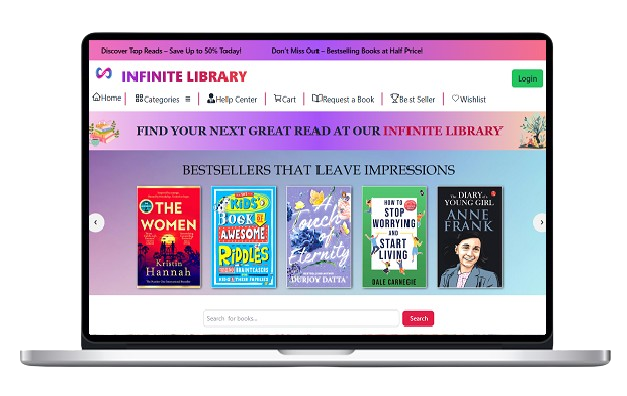 Discover Top Reads – Save Up to 50% Today! Don't Miss Out – Bestselling Books at Half Price!
INFINITE LIBRARY
Login
Home Categories Help Center Cart Request a Book Best Seller Wishlist
FIND YOUR NEXT GREAT READ AT OUR INFINITE LIBRARY
BESTSELLERS THAT LEAVE IMPRESSIONS
THE
WOMEN
Kristin
Hannah
KiDS'
BOOK OF
AWESOME
RiDDLES
BRAINTEASERS
A
Touch
of
Eternity
DURJOY DATTA
HOW TO
STOP
WORRYING
AND
START
LIVING
DALE CARNEGIE
The DIARY of a
YOUNG GIRL
ANNE
FRANK
Search for books...
Search